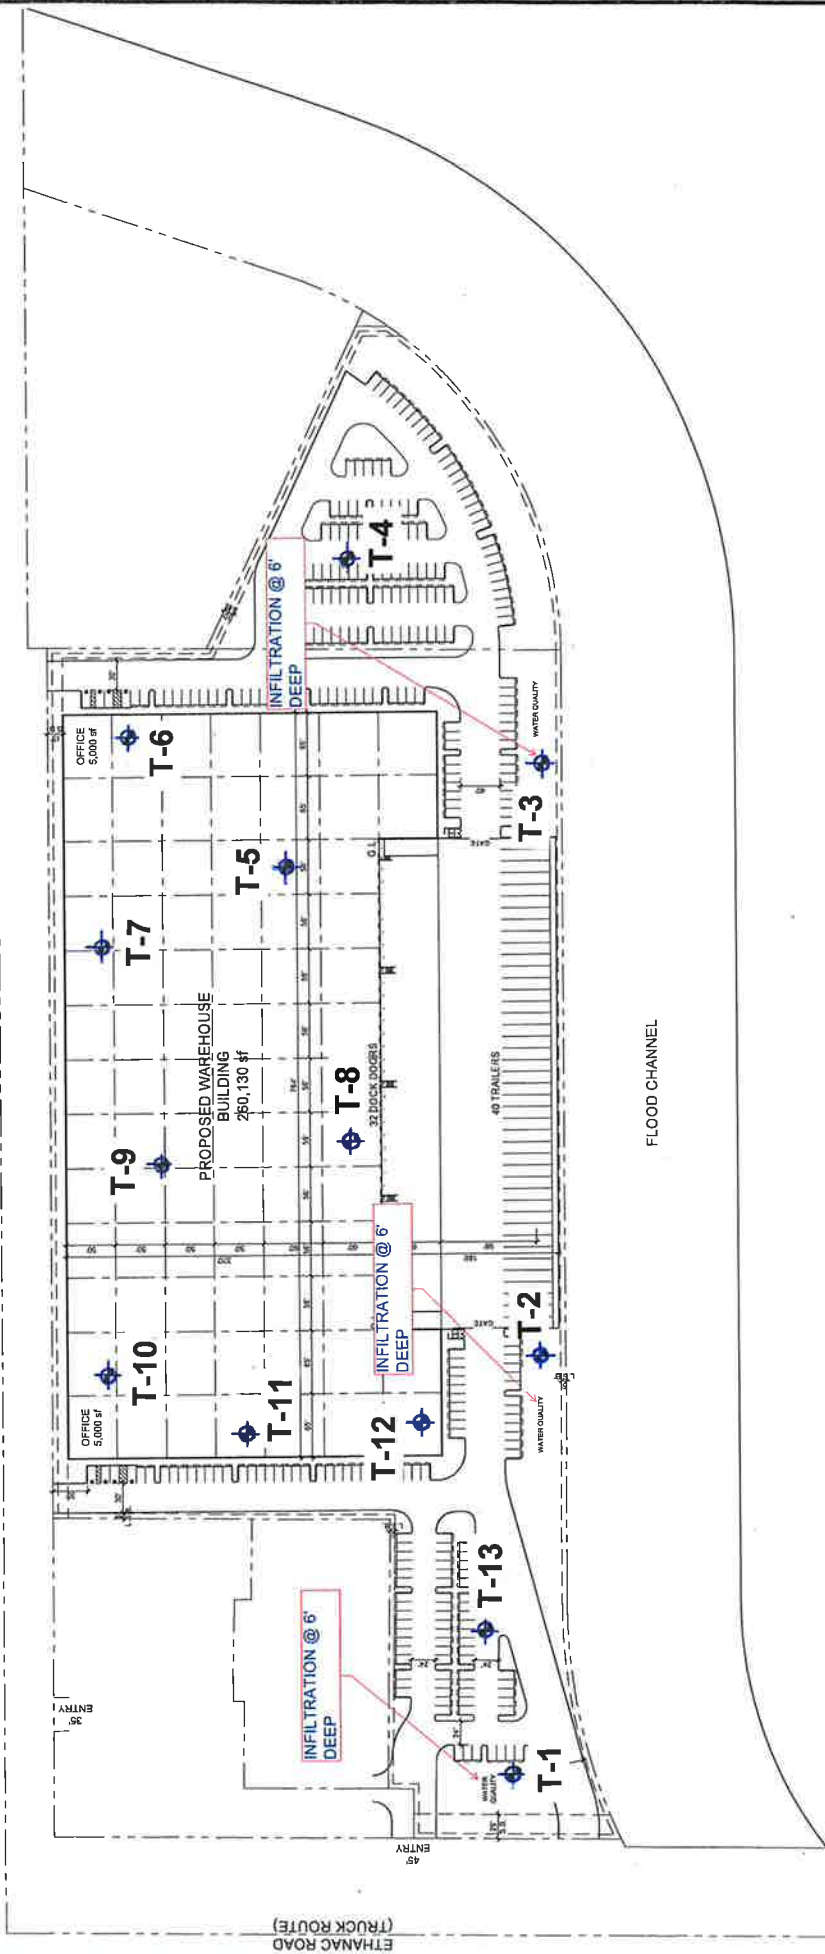 T-4
INFILTRATION @ 6'
DEEP
OFFICE
5,000 sf
T-6
WATER QUALITY
T-3
GATE
T-5
T-7
PROPOSED WAREHOUSE
BUILDING
260,130 sf
T-8
32 DOCK DOORS
40 TRAILERS
FLOOD CHANNEL
T-9
INFILTRATION @ 6'
DEEP
GATE
T-2
WATER QUALITY
T-10
OFFICE
5,000 sf
T-11
T-12
T-13
INFILTRATION @ 6'
DEEP
35'
ENTRY
WATER
QUALITY
T-1
45'
ENTRY
ETHANAC ROAD
(TRUCK ROUTE)